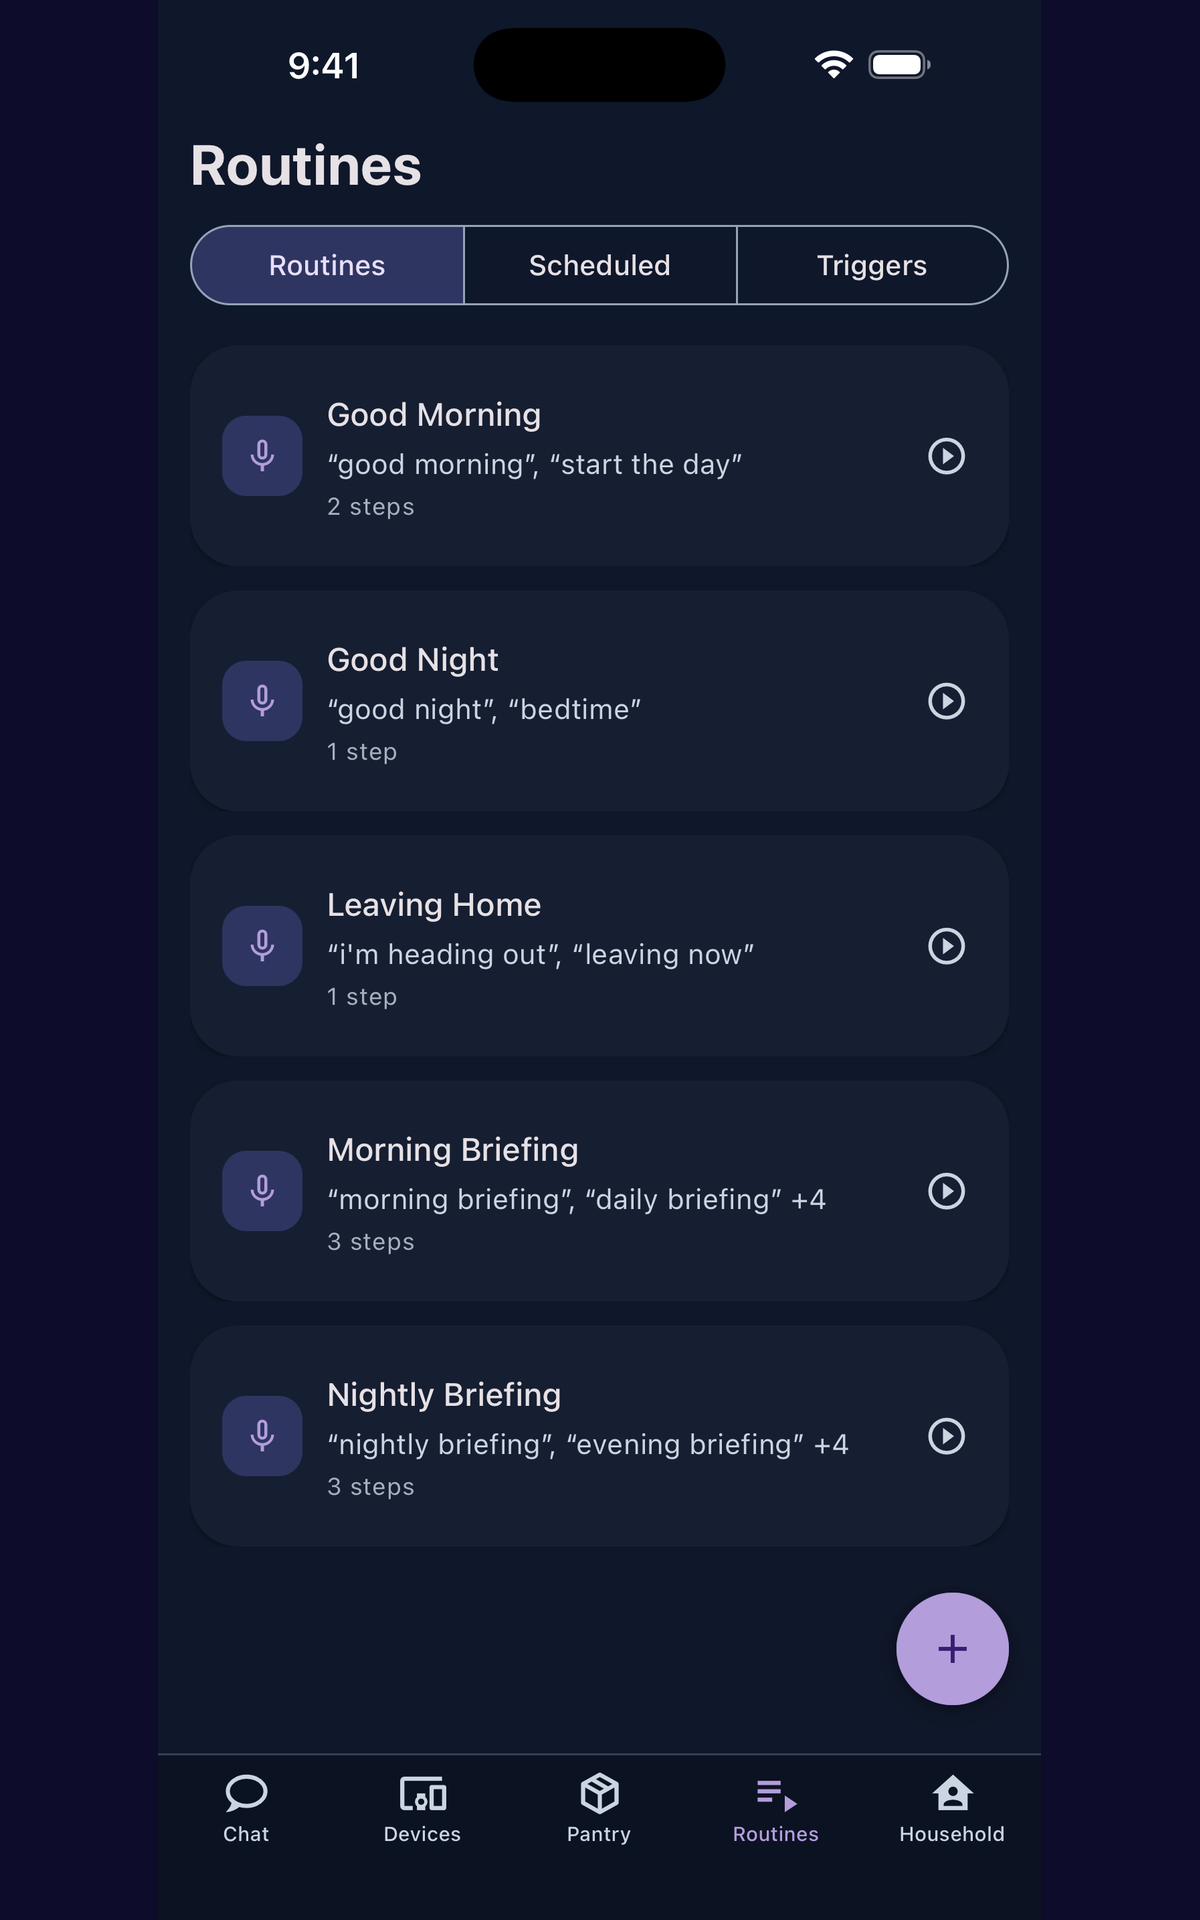 9:41
Routines
Routines
Scheduled
Triggers
Good Morning
“good morning”, “start the day”
2 steps
Good Night
“good night”, “bedtime”
1 step
Leaving Home
“i'm heading out”, “leaving now”
1 step
Morning Briefing
“morning briefing”, “daily briefing” +4
3 steps
Nightly Briefing
“nightly briefing”, “evening briefing” +4
3 steps
Chat
Devices
Pantry
Routines
Household